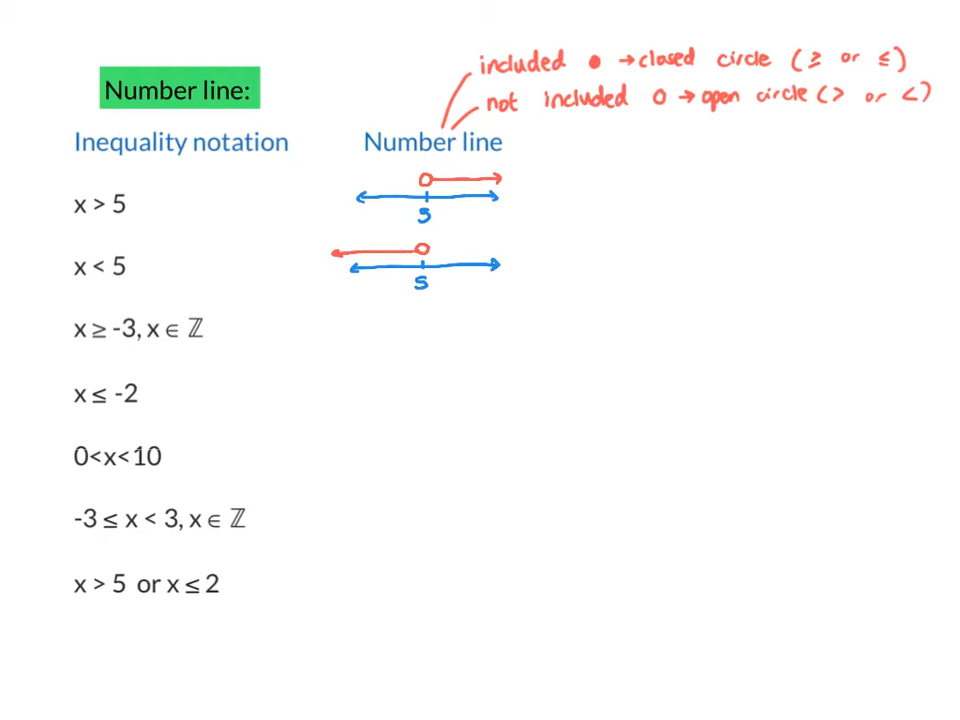 included ● → closed circle (≥ or ≤)
Number line:
not included o → open circle (> or <)
Inequality notation
Number line
x > 5
5
x < 5
5
x ≥ -3, x ∈ ℤ
x ≤ -2
0<x<10
-3 ≤ x < 3, x ∈ ℤ
x > 5 or x ≤ 2